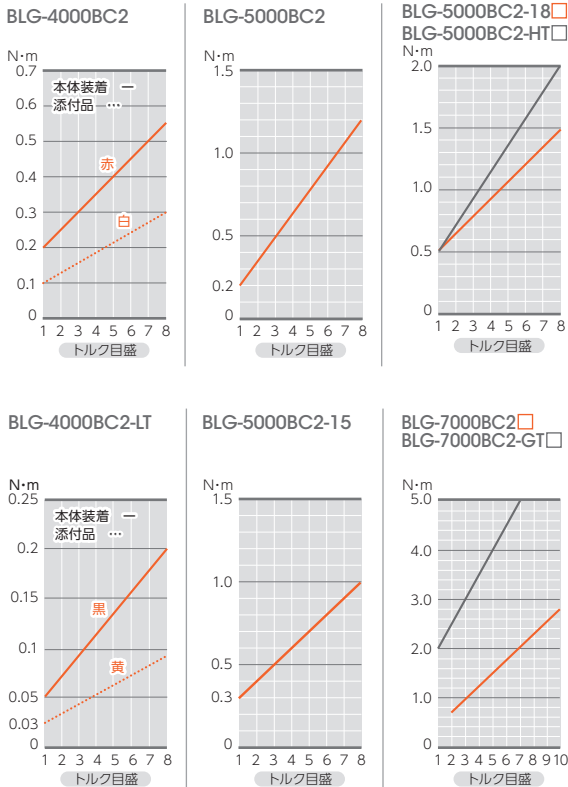 BLG-4000BC2
N・m
0.7
0.6
0.5
0.4
0.3
0.2
0.1
0
本体装着 ー
添付品 …
赤
白
1 2 3 4 5 6 7 8
トルク目盛
BLG-5000BC2
N・m
1.5
1.0
0.5
0.2
0
1 2 3 4 5 6 7 8
トルク目盛
BLG-5000BC2-18□
BLG-5000BC2-HT□
N・m
2.0
1.5
1.0
0.5
0
1 2 3 4 5 6 7 8
トルク目盛
BLG-4000BC2-LT
N・m
0.25
0.2
0.15
0.1
0.05
0.03
0
本体装着 ー
添付品 …
黒
黄
1 2 3 4 5 6 7 8
トルク目盛
BLG-5000BC2-15
N・m
1.5
1.0
0.5
0.3
0
1 2 3 4 5 6 7 8
トルク目盛
BLG-7000BC2□
BLG-7000BC2-GT□
N・m
5.0
4.0
3.0
2.0
1.0
0
1 2 3 4 5 6 7 8 9 10
トルク目盛